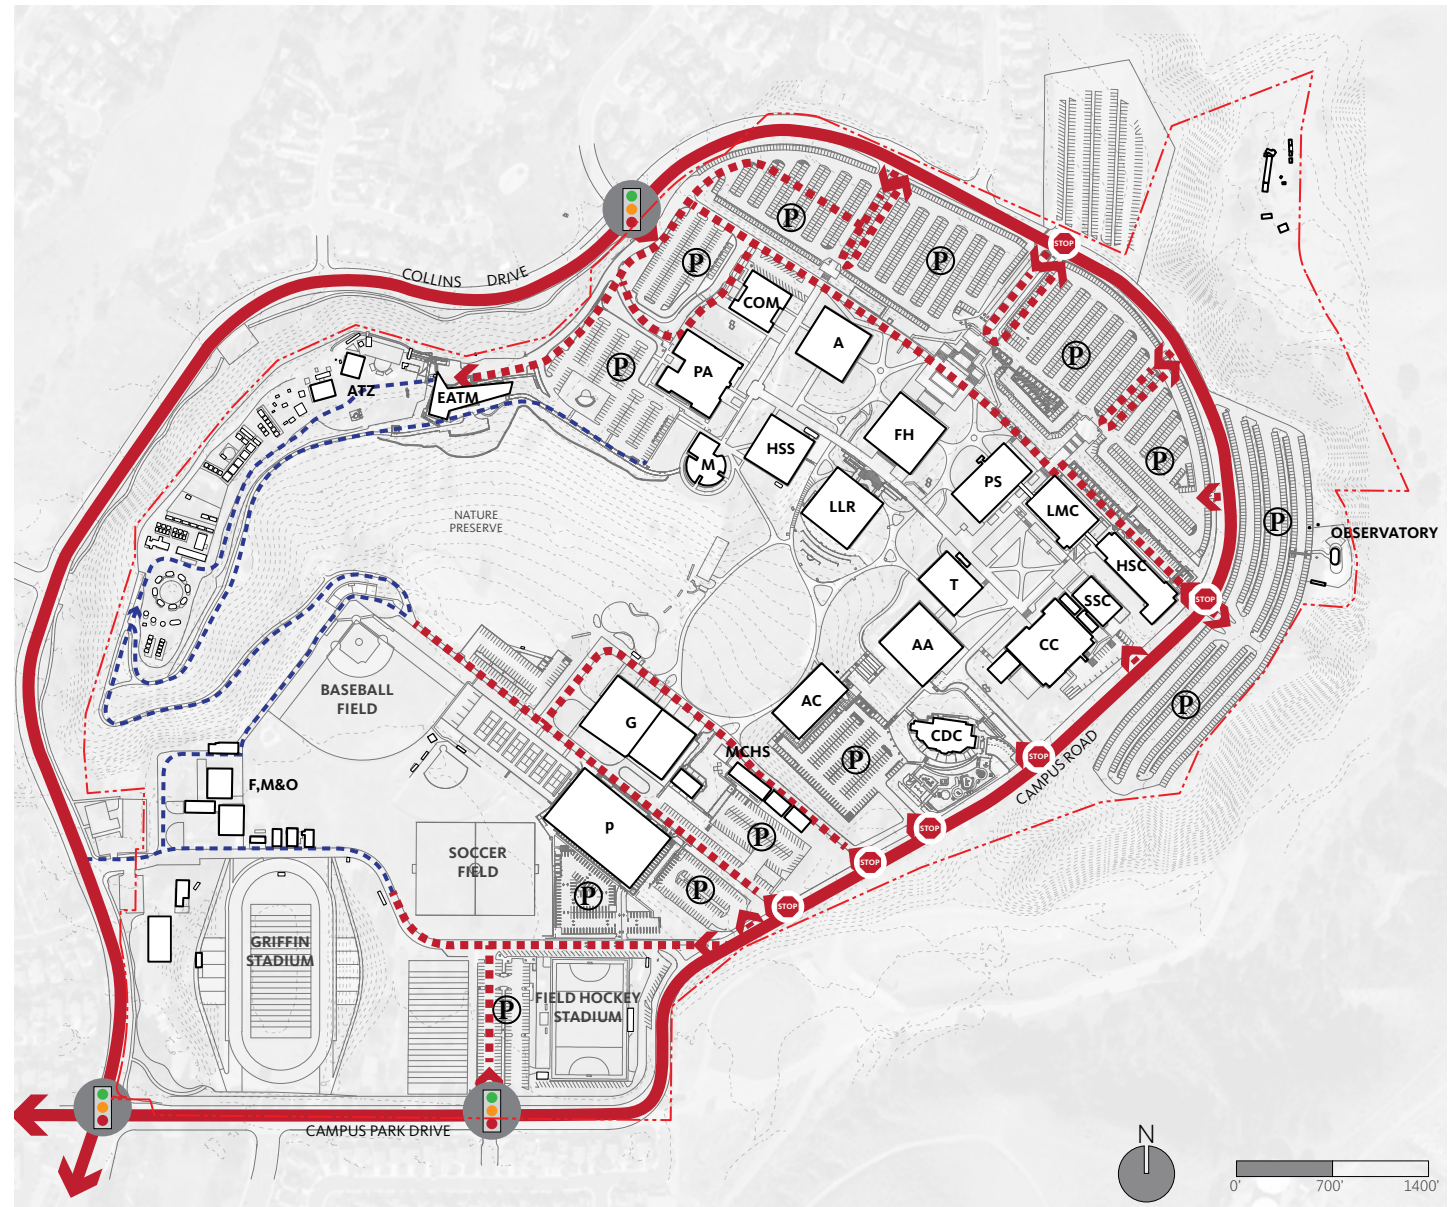 STOP
COLLINS DRIVE
P
P
P
P
P
P
P
COM
A
PA
ATZ
EATM
FH
HSS
M
PS
LLR
LMC
NATURE
PRESERVE
P
OBSERVATORY
HSC
T
SSC
STOP
CC
AA
BASEBALL
FIELD
AC
P
G
CDC
MCHS
P
STOP
CAMPUS ROAD
F,M&O
P
P
STOP
SOCCER
FIELD
STOP
P
P
STOP
GRIFFIN
STADIUM
FIELD HOCKEY
STADIUM
P
CAMPUS PARK DRIVE
N
0'
700'
1400'